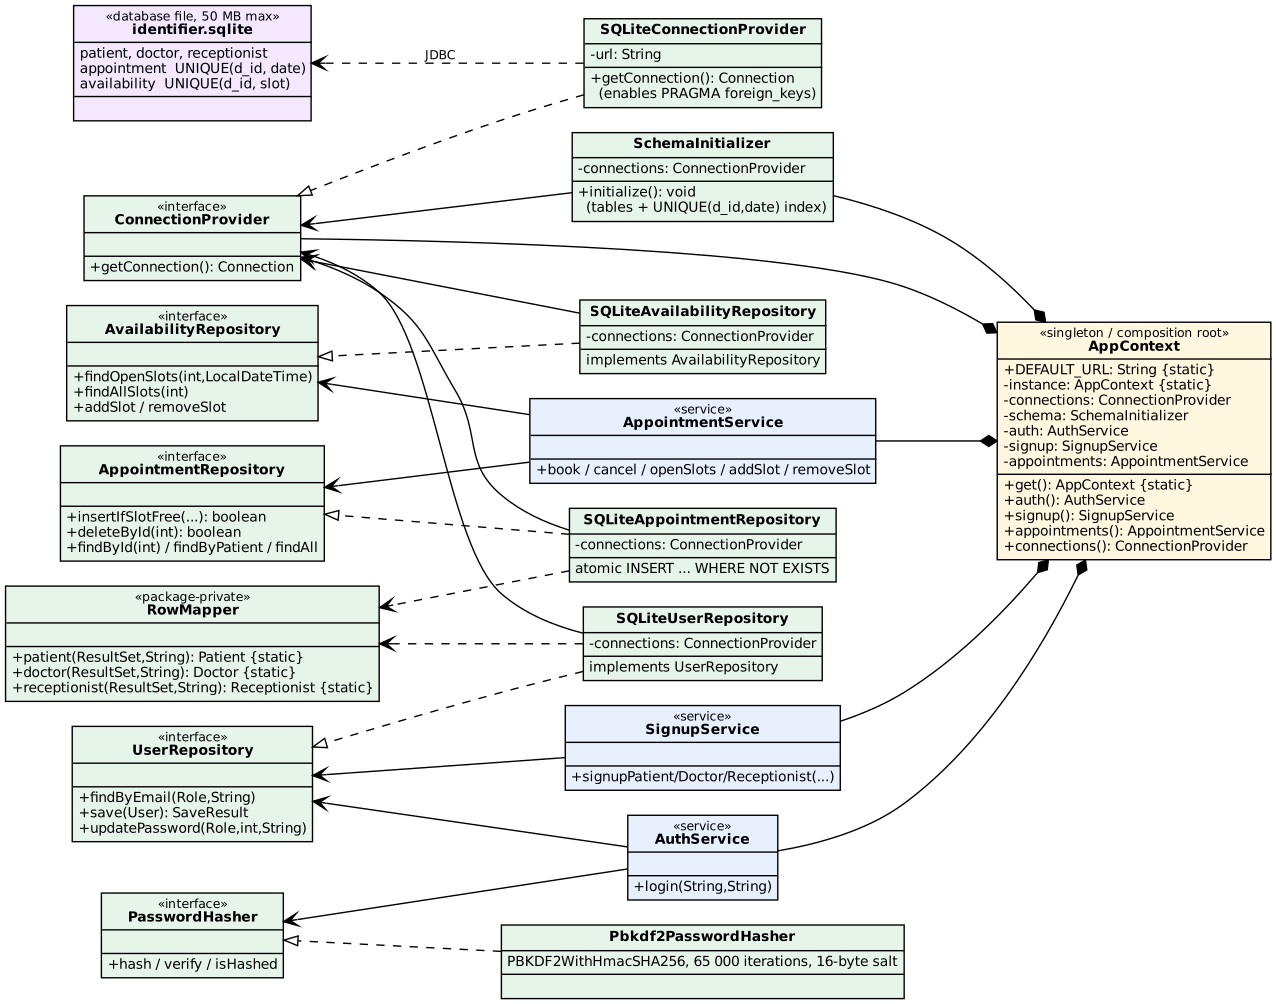 «database file, 50 MB max»
identifier.sqlite
patient, doctor, receptionist
appointment  UNIQUE(d_id, date)
availability  UNIQUE(d_id, slot)
JDBC
SQLiteConnectionProvider
-url: String
+getConnection(): Connection
(enables PRAGMA foreign_keys)
SchemaInitializer
-connections: ConnectionProvider
+initialize(): void
(tables + UNIQUE(d_id,date) index)
«interface»
ConnectionProvider
+getConnection(): Connection
«interface»
AvailabilityRepository
+findOpenSlots(int,LocalDateTime)
+findAllSlots(int)
+addSlot / removeSlot
SQLiteAvailabilityRepository
-connections: ConnectionProvider
implements AvailabilityRepository
«singleton / composition root»
AppContext
+DEFAULT_URL: String {static}
-instance: AppContext {static}
-connections: ConnectionProvider
-schema: SchemaInitializer
-auth: AuthService
-signup: SignupService
-appointments: AppointmentService
+get(): AppContext {static}
+auth(): AuthService
+signup(): SignupService
+appointments(): AppointmentService
+connections(): ConnectionProvider
«service»
AppointmentService
+book / cancel / openSlots / addSlot / removeSlot
«interface»
AppointmentRepository
+insertIfSlotFree(...): boolean
+deleteById(int): boolean
+findById(int) / findByPatient / findAll
SQLiteAppointmentRepository
-connections: ConnectionProvider
atomic INSERT ... WHERE NOT EXISTS
«package-private»
RowMapper
+patient(ResultSet,String): Patient {static}
+doctor(ResultSet,String): Doctor {static}
+receptionist(ResultSet,String): Receptionist {static}
SQLiteUserRepository
-connections: ConnectionProvider
implements UserRepository
«interface»
UserRepository
+findByEmail(Role,String)
+save(User): SaveResult
+updatePassword(Role,int,String)
«service»
SignupService
+signupPatient/Doctor/Receptionist(...)
«service»
AuthService
+login(String,String)
«interface»
PasswordHasher
+hash / verify / isHashed
Pbkdf2PasswordHasher
PBKDF2WithHmacSHA256, 65 000 iterations, 16-byte salt